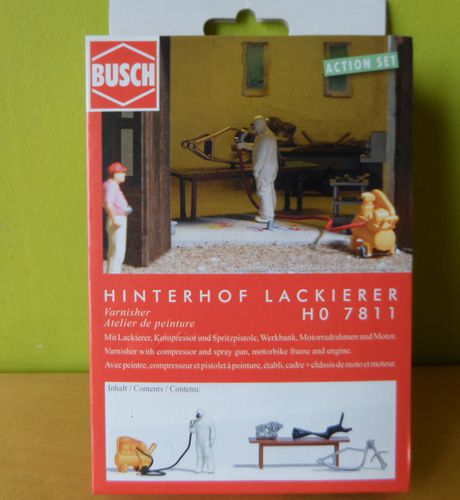 BUSCH
ACTION SET
HINTERHOF LACKIERER
Varnisher H0 7811
Atelier de peinture
Mit Lackierer, Kompressor und Spritzpistole, Werkbank, Motorradrahmen und Motor.
Varnisher with compressor and spray gun, motorbike frame and engine.
Avec peintre, compresseur et pistolet à peinture, établi, cadre + châssis de moto et moteur.
Inhalt / Contents / Contenu: